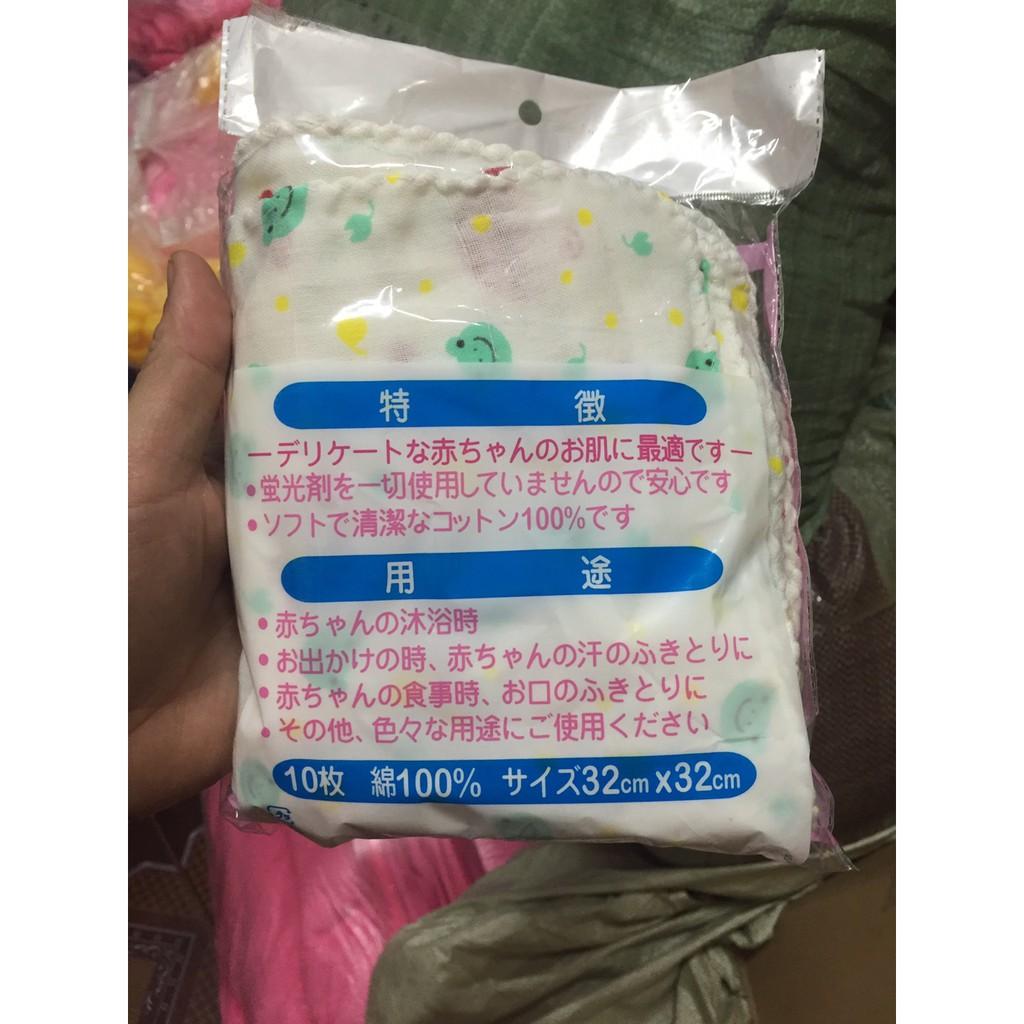 特 徴
ーデリケートな赤ちゃんのお肌に最適ですー
•蛍光剤を一切使用していませんので安心です
•ソフトで清潔なコットン100%です
用 途
•赤ちゃんの沐浴時
•お出かけの時、赤ちゃんの汗のふきとりに
•赤ちゃんの食事時、お口のふきとりに
•その他、色々な用途にご使用ください
10枚 綿100% サイズ32cm x32cm
プラ